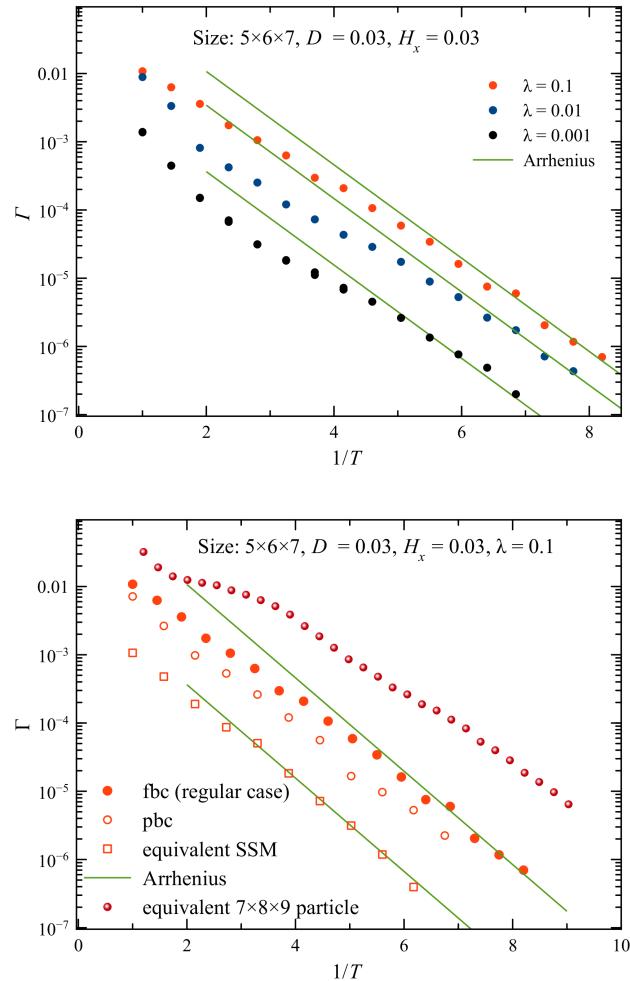 Size: 5×6×7, D = 0.03, Hₓ = 0.03
0.01
10⁻³
10⁻⁴
10⁻⁵
10⁻⁶
10⁻⁷
Γ
λ = 0.1
λ = 0.01
λ = 0.001
Arrhenius
0 2 4 6 8
1/T
Size: 5×6×7, D = 0.03, Hₓ = 0.03, λ = 0.1
0.01
10⁻³
10⁻⁴
10⁻⁵
10⁻⁶
10⁻⁷
Γ
fbc (regular case)
pbc
equivalent SSM
Arrhenius
equivalent 7×8×9 particle
0 2 4 6 8 10
1/T